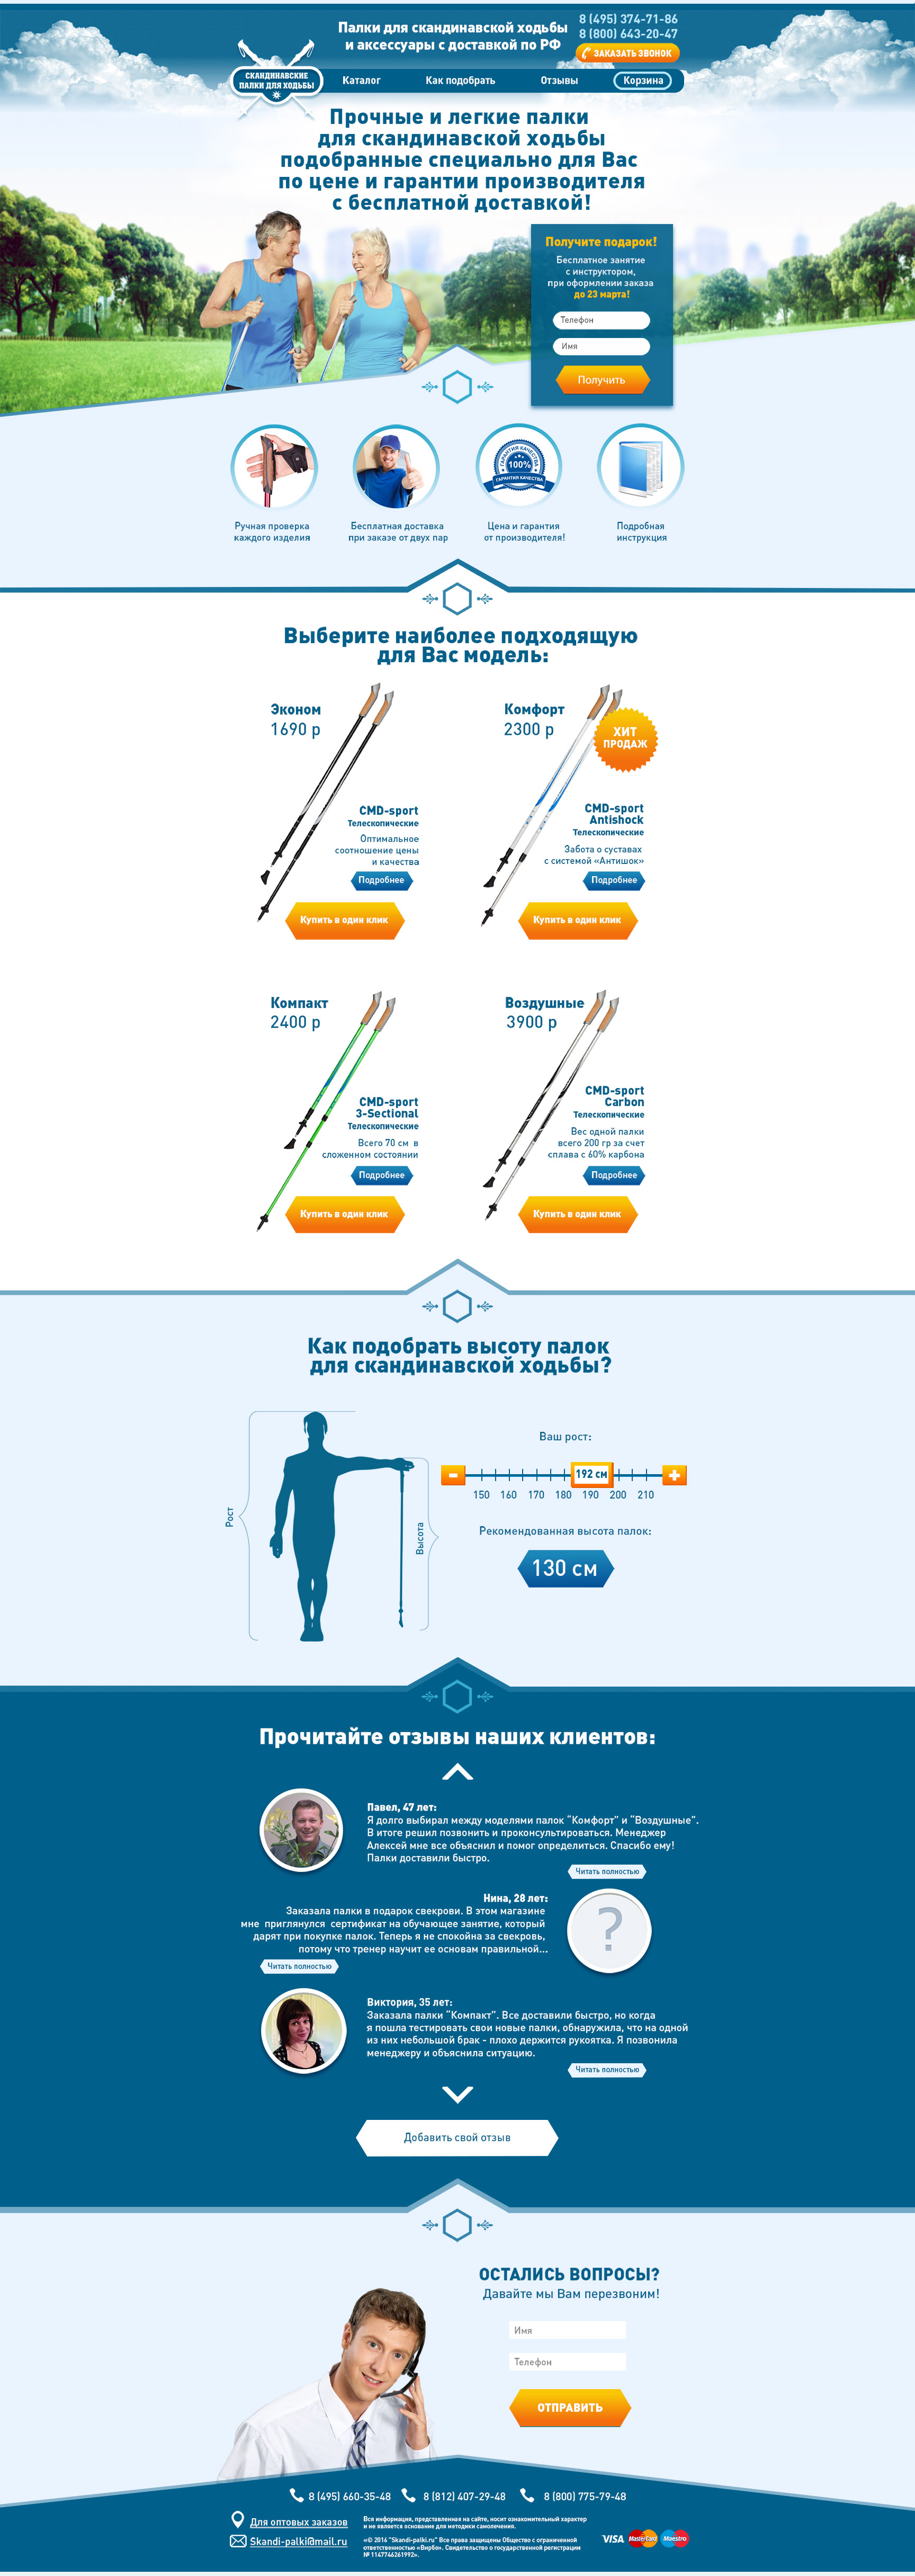 Палки для скандинавской ходьбы
и аксессуары с доставкой по РФ
8 (495) 374-71-86
8 (800) 643-20-47
ЗАКАЗАТЬ ЗВОНОК
СКАНДИНАВСКИЕ
ПАЛКИ ДЛЯ ХОДЬБЫ
Каталог
Как подобрать
Отзывы
Корзина
Прочные и легкие палки
для скандинавской ходьбы
подобранные специально для Вас
по цене и гарантии производителя
с бесплатной доставкой!
Получите подарок!
Бесплатное занятие
с инструктором,
при оформлении заказа
до 23 марта!
Телефон
Имя
Получить
ГАРАНТИЯ КАЧЕСТВА
100%
ГАРАНТИЯ КАЧЕСТВА
Ручная проверка
каждого изделия
Бесплатная доставка
при заказе от двух пар
Цена и гарантия
от производителя!
Подробная
инструкция
Выберите наиболее подходящую
для Вас модель:
Эконом
1690 р
CMD-sport
Телескопические
Оптимальное
соотношение цены
и качества
Подробнее
Купить в один клик
Комфорт
2300 р
ХИТ
ПРОДАЖ
CMD-sport
Antishock
Телескопические
Забота о суставах
с системой «Антишок»
Подробнее
Купить в один клик
Компакт
2400 р
CMD-sport
3-Sectional
Телескопические
Всего 70 см в
сложенном состоянии
Подробнее
Купить в один клик
Воздушные
3900 р
CMD-sport
Carbon
Телескопические
Вес одной палки
всего 200 гр за счет
сплава с 60% карбона
Подробнее
Купить в один клик
Как подобрать высоту палок
для скандинавской ходьбы?
Рост
Высота
Ваш рост:
-
192 см
+
150 160 170 180 190 200 210
Рекомендованная высота палок:
130 см
Прочитайте отзывы наших клиентов:
Павел, 47 лет:
Я долго выбирал между моделями палок “Комфорт” и “Воздушные”.
В итоге решил позвонить и проконсультироваться. Менеджер
Алексей мне все объяснил и помог определиться. Спасибо ему!
Палки доставили быстро.
Читать полностью
Нина, 28 лет:
Заказала палки в подарок свекрови. В этом магазине
мне приглянулся сертификат на обучающее занятие, который
дарят при покупке палок. Теперь я не спокойна за свекровь,
потому что тренер научит ее основам правильной...
?
Читать полностью
Виктория, 35 лет:
Заказала палки “Компакт”. Все доставили быстро, но когда
я пошла тестировать свои новые палки, обнаружила, что на одной
из них небольшой брак - плохо держится рукоятка. Я позвонила
менеджеру и объяснила ситуацию.
Читать полностью
Добавить свой отзыв
ОСТАЛИСЬ ВОПРОСЫ?
Давайте мы Вам перезвоним!
Имя
Телефон
ОТПРАВИТЬ
8 (495) 660-35-48
8 (812) 407-29-48
8 (800) 775-79-48
Для оптовых заказов
Skandi-palki@mail.ru
Вся информация, представленная на сайте, носит ознакомительный характер
и не является основание для методики самолечения.
«© 2014 "Skandi-palki.ru" Все права защищены Общество с ограниченной
ответственностью «Вирбо». Свидетельство о государственной регистрации
№ 1147746261992».
VISA
MasterCard
Maestro